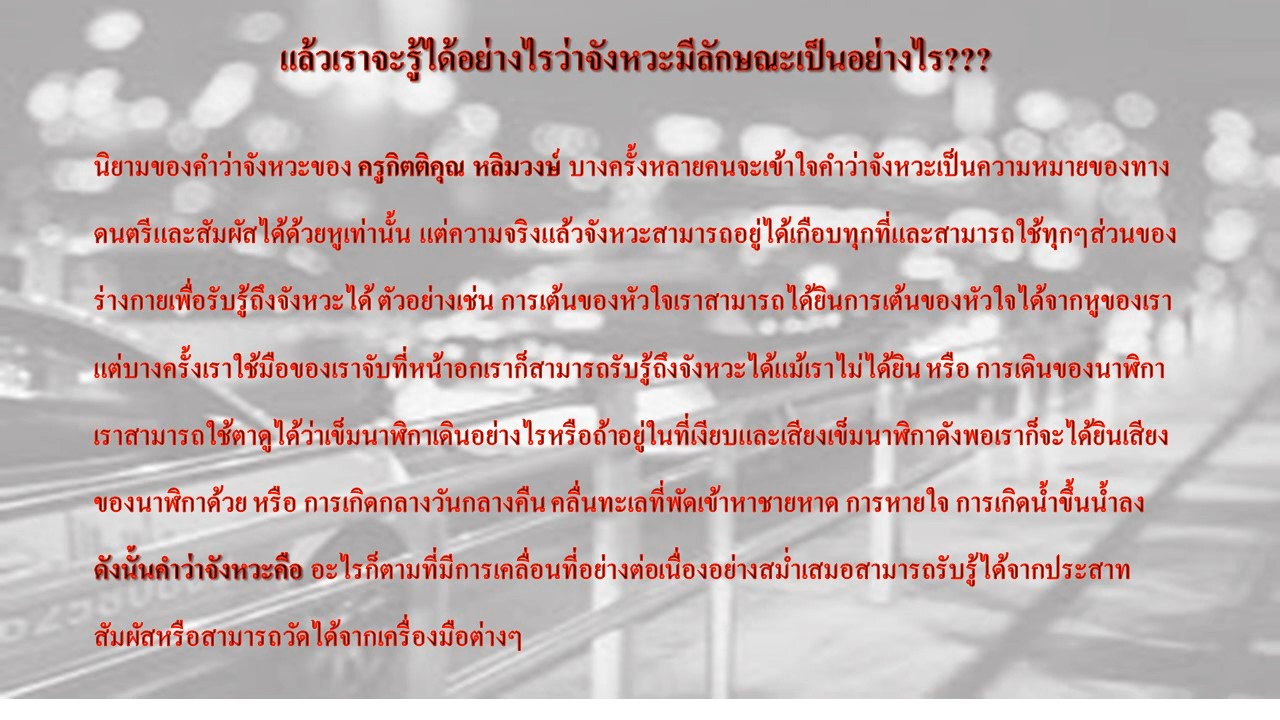 แล้วเราจะรู้ได้อย่างไรว่าจังหวะมีลักษณะเป็นอย่างไร???
นิยามของคำว่าจังหวะของ ครูกิตติคุณ หลิมวงษ์ บางครั้งหลายคนจะเข้าใจคำว่าจังหวะเป็นความหมายของทาง
ดนตรีและสัมผัสได้ด้วยหูเท่านั้น แต่ความจริงแล้วจังหวะสามารถอยู่ได้เกือบทุกที่และสามารถใช้ทุกๆส่วนของ
ร่างกายเพื่อรับรู้ถึงจังหวะได้ ตัวอย่างเช่น การเต้นของหัวใจเราสามารถได้ยินการเต้นของหัวใจได้จากหูของเรา
แต่บางครั้งเราใช้มือของเราจับที่หน้าอกเราก็สามารถรับรู้ถึงจังหวะได้แม้เราไม่ได้ยิน หรือ การเดินของนาฬิกา
เราสามารถใช้ตาดูได้ว่าเข็มนาฬิกาเดินอย่างไรหรือถ้าอยู่ในที่เงียบและเสียงเข็มนาฬิกาดังพอเราก็จะได้ยินเสียง
ของนาฬิกาด้วย หรือ การเกิดกลางวันกลางคืน คลื่นทะเลที่พัดเข้าหาชายหาด การหายใจ การเกิดน้ำขึ้นน้ำลง
ดังนั้นคำว่าจังหวะคือ อะไรก็ตามที่มีการเคลื่อนที่อย่างต่อเนื่องอย่างสม่ำเสมอสามารถรับรู้ได้จากประสาท
สัมผัสหรือสามารถวัดได้จากเครื่องมือต่างๆ